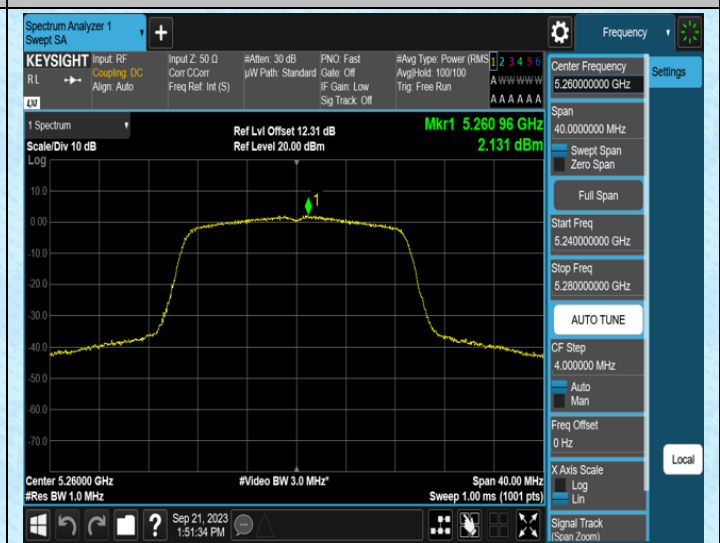 Spectrum Analyzer 1
Swept SA
Frequency
KEYSIGHT
RL
LXI
Input: RF
Coupling: DC
Align: Auto
Input Z: 50 Ω
Corr CCorr
Freq Ref: Int (S)
#Atten: 30 dB
µW Path: Standard
PNO: Fast
Gate: Off
IF Gain: Low
Sig Track: Off
#Avg Type: Power (RMS
Avg|Hold: 100/100
Trig: Free Run
1 2 3 4 5 6
A W W W W W
A A A A A A
1 Spectrum
Scale/Div 10 dB
Ref Lvl Offset 12.31 dB
Ref Level 20.00 dBm
Mkr1 5.260 96 GHz
2.131 dBm
Log
10.0
0.00
-10.0
-20.0
-30.0
-40.0
-50.0
-60.0
-70.0
1
Center 5.26000 GHz
#Res BW 1.0 MHz
#Video BW 3.0 MHz*
Span 40.00 MHz
Sweep 1.00 ms (1001 pts)
?
Sep 21, 2023
1:51:34 PM
Center Frequency
5.260000000 GHz
Span
40.0000000 MHz
Swept Span
Zero Span
Full Span
Start Freq
5.240000000 GHz
Stop Freq
5.280000000 GHz
AUTO TUNE
CF Step
4.000000 MHz
Auto
Man
Freq Offset
0 Hz
X Axis Scale
Log
Lin
Signal Track
(Span Zoom)
Settings
Local